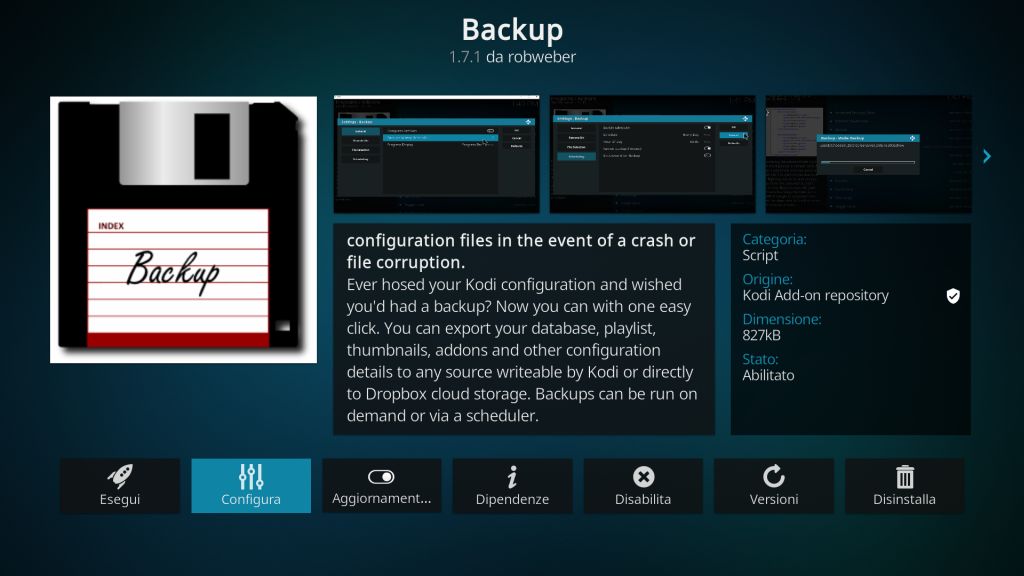 Backup
1.7.1 da robweber
INDEX
Backup
Settings - Backup
Settings - Backup
configuration files in the event of a crash or
file corruption.
Ever hosed your Kodi configuration and wished
you'd had a backup? Now you can with one easy
click. You can export your database, playlist,
thumbnails, addons and other configuration
details to any source writeable by Kodi or directly
to Dropbox cloud storage. Backups can be run on
demand or via a scheduler.
Categoria:
Script
Origine:
Kodi Add-on repository
Dimensione:
827kB
Stato:
Abilitato
Esegui
Configura
Aggiornament...
Dipendenze
Disabilita
Versioni
Disinstalla